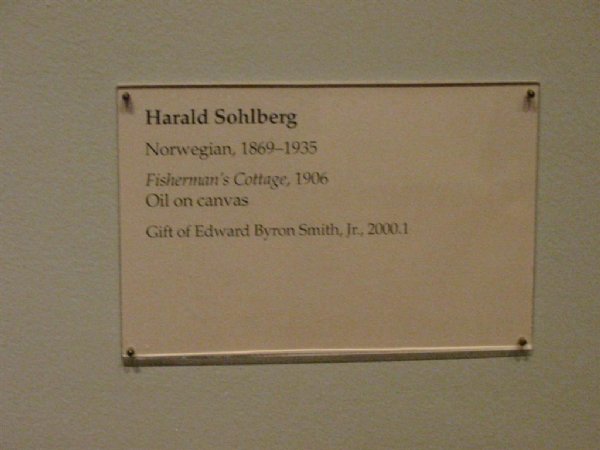 Harald Sohlberg
Norwegian, 1869–1935
Fisherman's Cottage, 1906
Oil on canvas
Gift of Edward Byron Smith, Jr., 2000.1